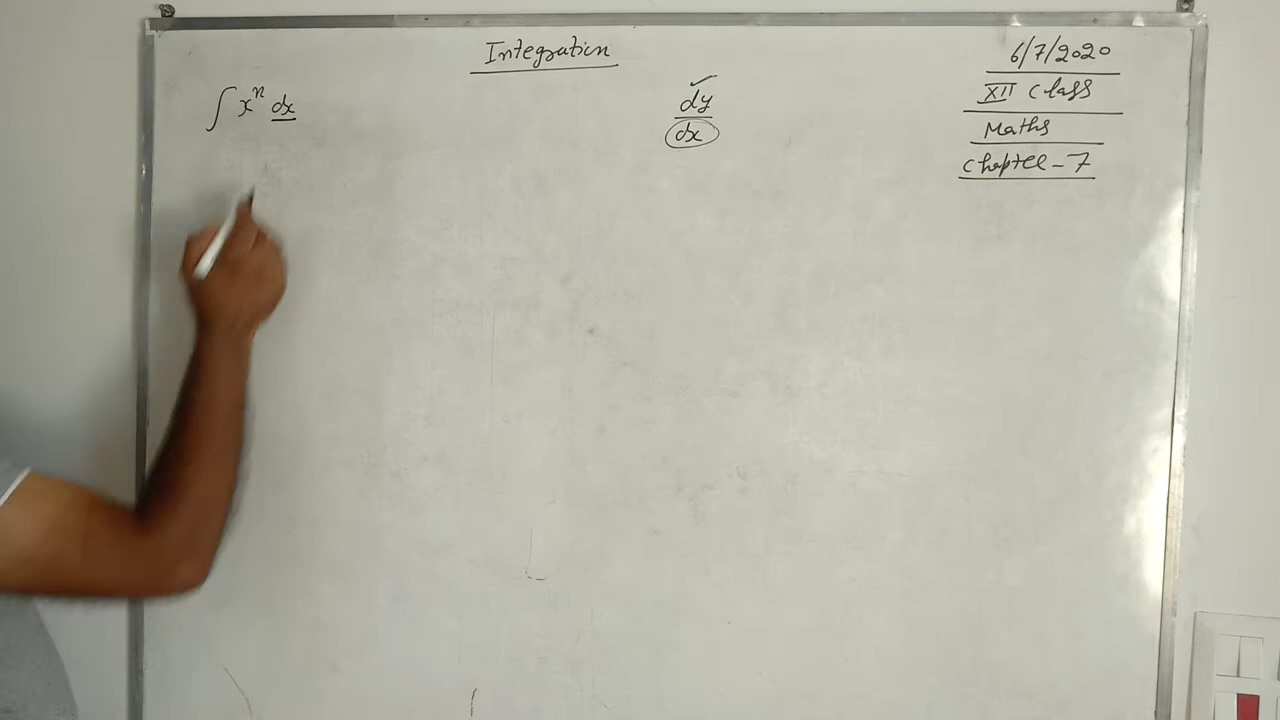 Integration
6/7/2020
XII Class
Maths
Chapter - 7
∫ xⁿ dx
dy
dx